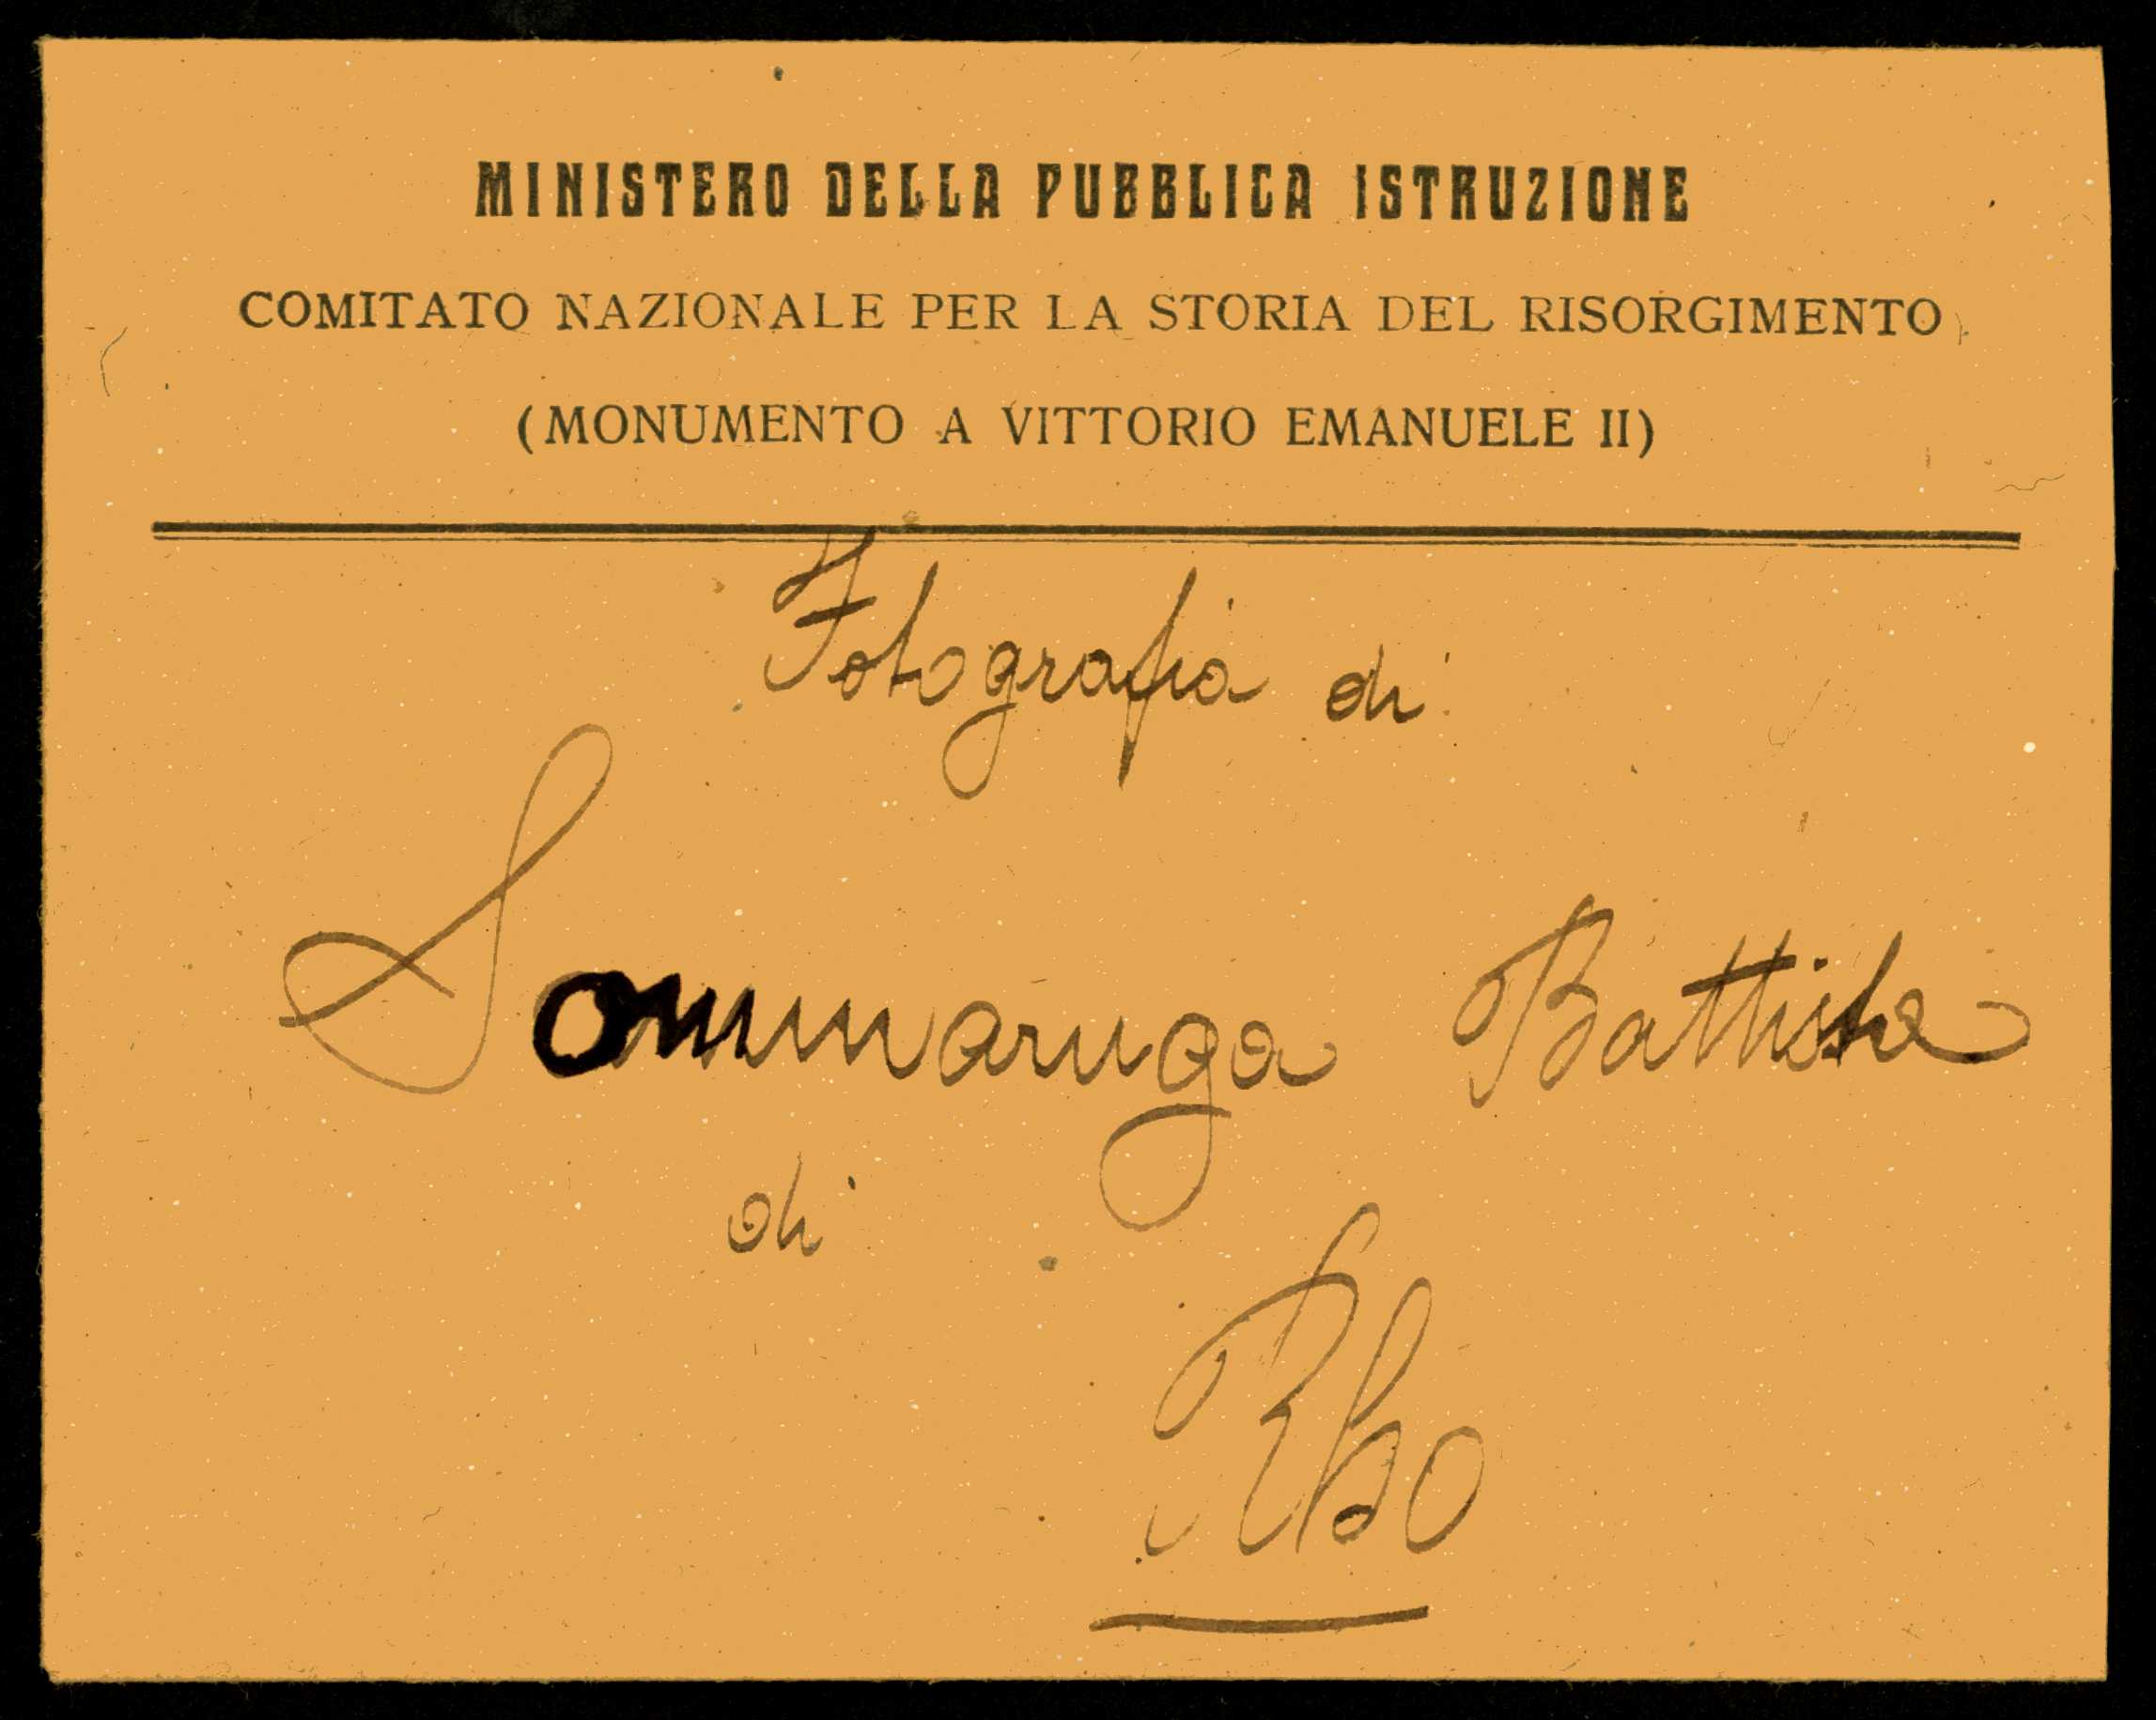 MINISTERO DELLA PUBBLICA ISTRUZIONE
COMITATO NAZIONALE PER LA STORIA DEL RISORGIMENTO
(MONUMENTO A VITTORIO EMANUELE II)
Fotografia di
Sommaruga Battista
di
Rho